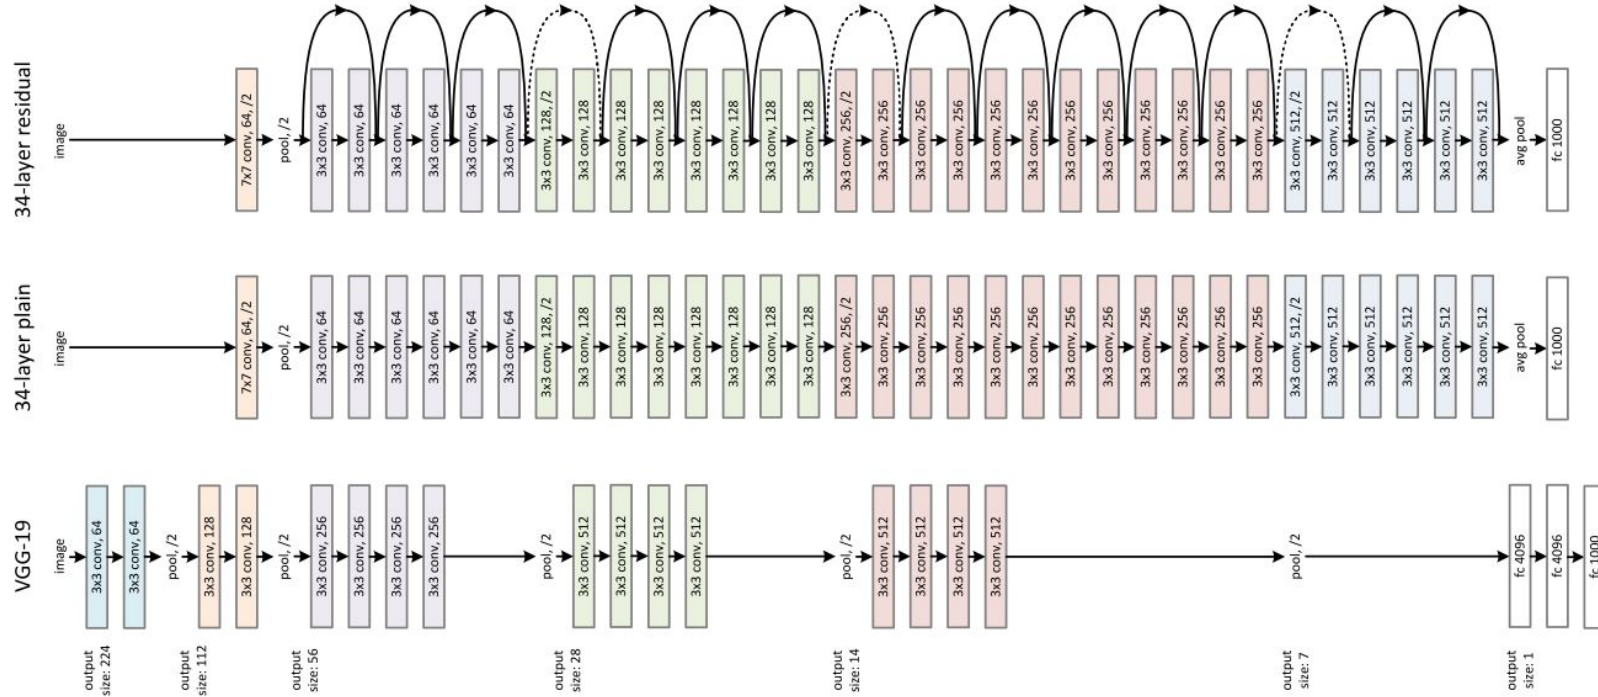 34-layer residual
image
7x7 conv, 64, /2
pool, /2
3x3 conv, 64
3x3 conv, 64
3x3 conv, 64
3x3 conv, 64
3x3 conv, 64
3x3 conv, 64
3x3 conv, 128, /2
3x3 conv, 128
3x3 conv, 128
3x3 conv, 128
3x3 conv, 128
3x3 conv, 128
3x3 conv, 128
3x3 conv, 128
3x3 conv, 256, /2
3x3 conv, 256
3x3 conv, 256
3x3 conv, 256
3x3 conv, 256
3x3 conv, 256
3x3 conv, 256
3x3 conv, 256
3x3 conv, 256
3x3 conv, 256
3x3 conv, 256
3x3 conv, 256
3x3 conv, 512, /2
3x3 conv, 512
3x3 conv, 512
3x3 conv, 512
3x3 conv, 512
3x3 conv, 512
avg pool
fc 1000
34-layer plain
image
7x7 conv, 64, /2
pool, /2
3x3 conv, 64
3x3 conv, 64
3x3 conv, 64
3x3 conv, 64
3x3 conv, 64
3x3 conv, 64
3x3 conv, 128, /2
3x3 conv, 128
3x3 conv, 128
3x3 conv, 128
3x3 conv, 128
3x3 conv, 128
3x3 conv, 128
3x3 conv, 128
3x3 conv, 256, /2
3x3 conv, 256
3x3 conv, 256
3x3 conv, 256
3x3 conv, 256
3x3 conv, 256
3x3 conv, 256
3x3 conv, 256
3x3 conv, 256
3x3 conv, 256
3x3 conv, 256
3x3 conv, 256
3x3 conv, 512, /2
3x3 conv, 512
3x3 conv, 512
3x3 conv, 512
3x3 conv, 512
3x3 conv, 512
avg pool
fc 1000
VGG-19
image
3x3 conv, 64
3x3 conv, 64
pool, /2
3x3 conv, 128
3x3 conv, 128
pool, /2
3x3 conv, 256
3x3 conv, 256
3x3 conv, 256
3x3 conv, 256
pool, /2
3x3 conv, 512
3x3 conv, 512
3x3 conv, 512
3x3 conv, 512
pool, /2
3x3 conv, 512
3x3 conv, 512
3x3 conv, 512
3x3 conv, 512
pool, /2
fc 4096
fc 4096
fc 1000
output
size: 224
output
size: 112
output
size: 56
output
size: 28
output
size: 14
output
size: 7
output
size: 1